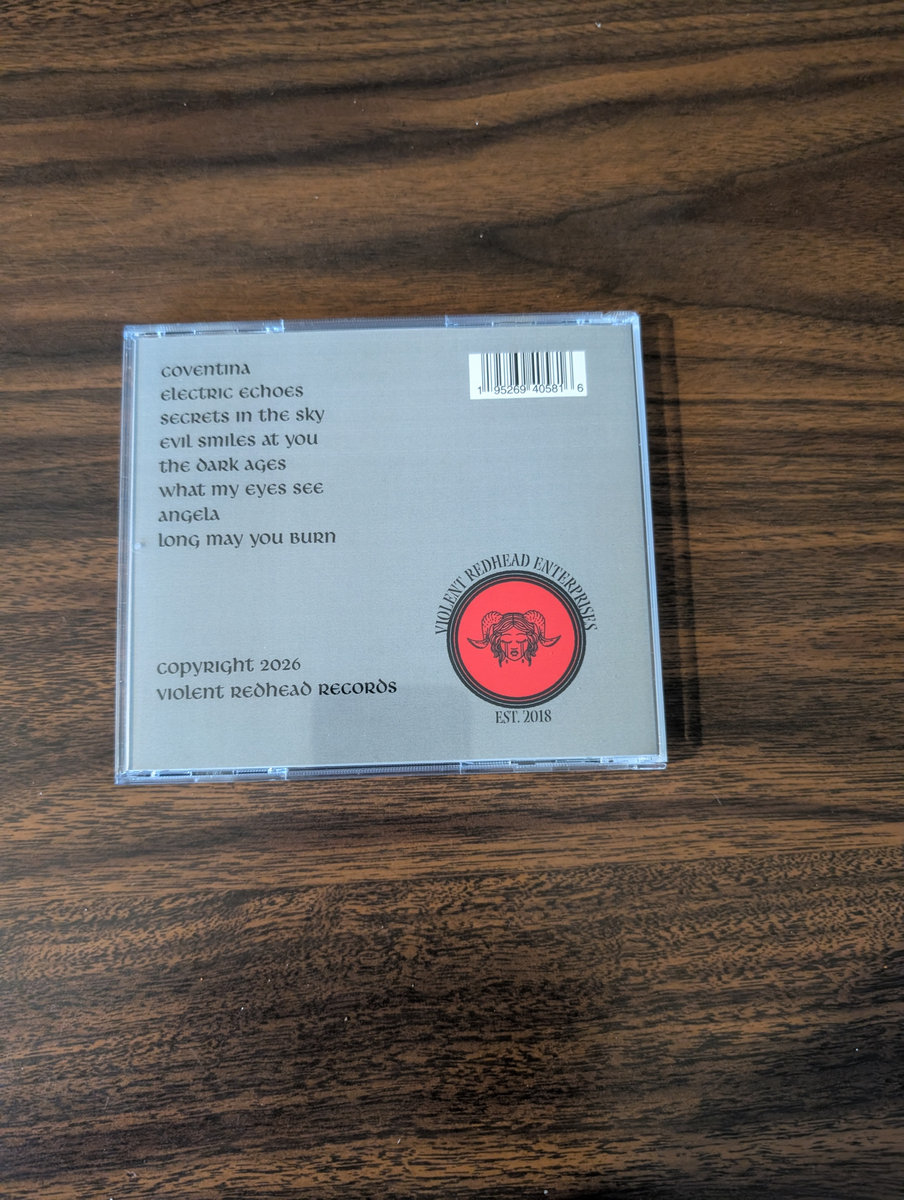 coventina
electric echoes
secrets in the sky
evil smiles at you
the dark ages
what my eyes see
angela
long may you burn
1 95269 40581 6
VIOLENT REDHEAD ENTERPRISES
EST. 2018
copyright 2026
violent redhead records